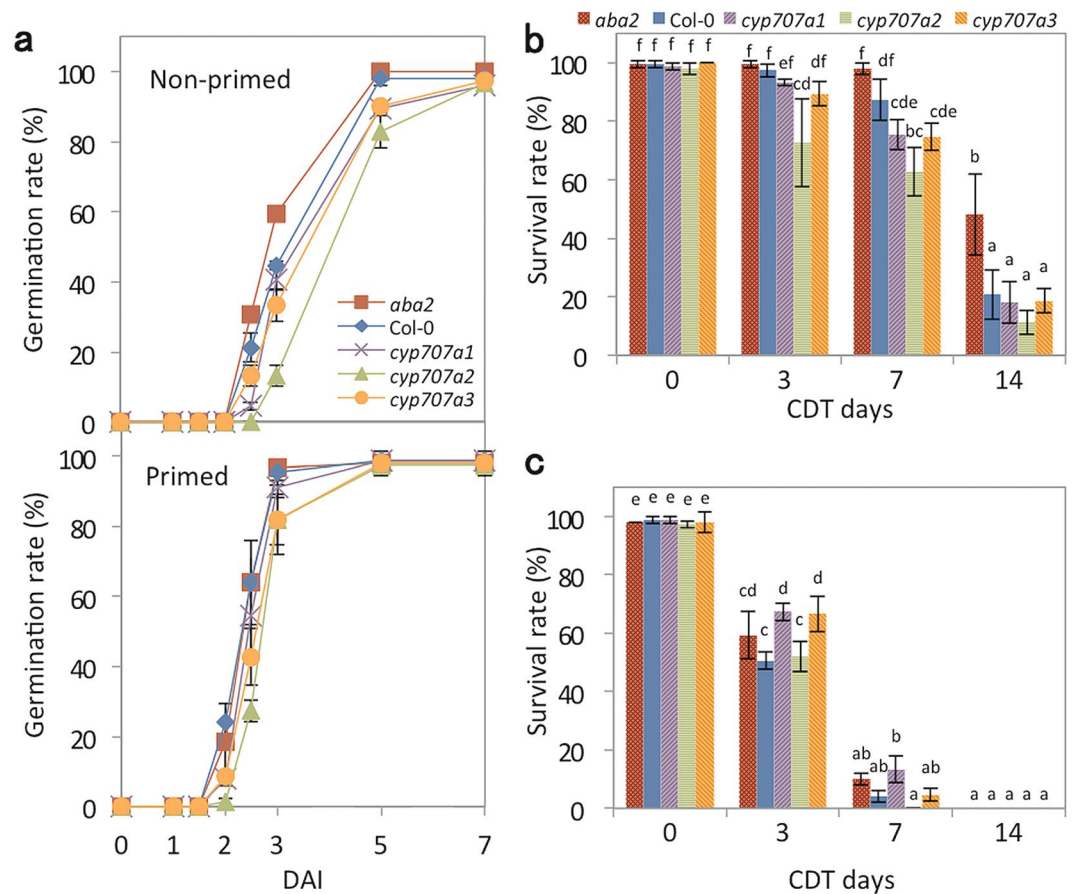 a
Non-primed
Germination rate (%)
100
80
60
40
20
0
aba2
Col-0
cyp707a1
cyp707a2
cyp707a3
Primed
Germination rate (%)
100
80
60
40
20
0
0 1 2 3 5 7
DAI
b
aba2 Col-0 cyp707a1 cyp707a2 cyp707a3
Survival rate (%)
100
80
60
40
20
0
f f f f f
f f ef cd df
f df cde bc cde
b a a a a
0 3 7 14
CDT days
c
Survival rate (%)
100
80
60
40
20
0
e e e e e
cd c d c d
ab ab b a ab
a a a a a
0 3 7 14
CDT days